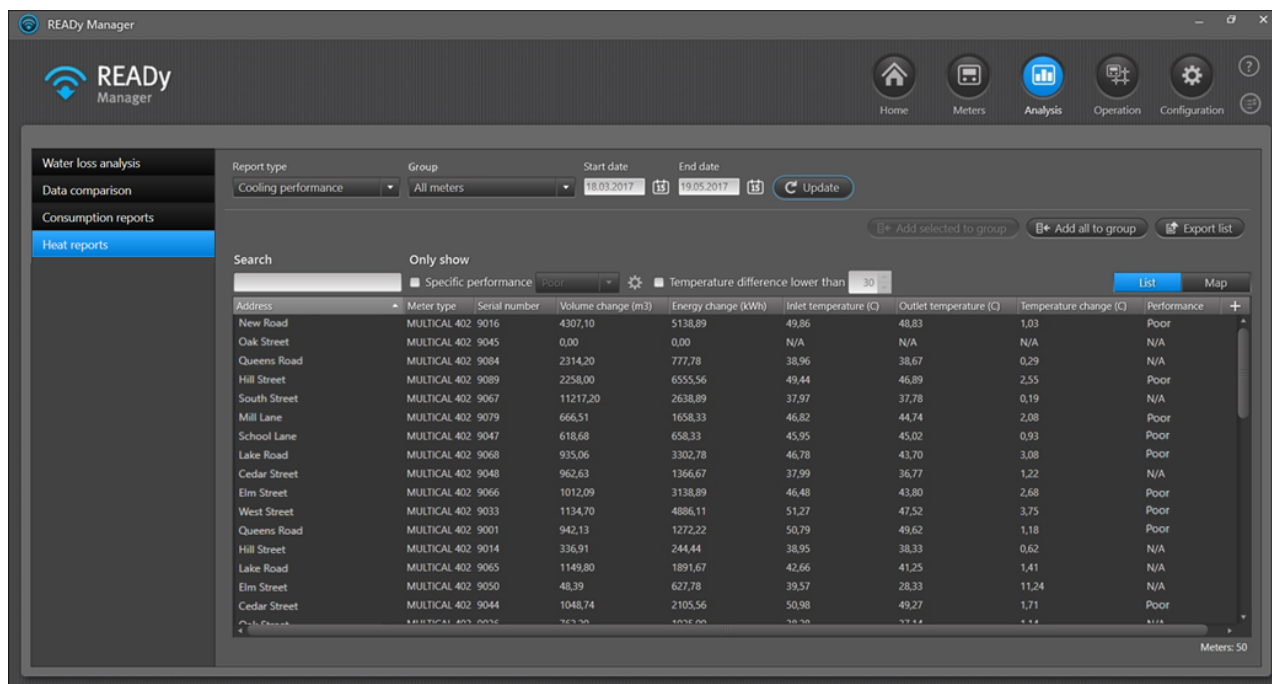 READy Manager
READy
Manager
Home Meters Analysis Operation Configuration
Water loss analysis
Data comparison
Consumption reports
Heat reports
Report type Group Start date End date
Cooling performance All meters 18.03.2017 15 19.05.2017 15 Update
Add selected to group Add all to group Export list
Search Only show
Specific performance Poor Temperature difference lower than 30 List Map
Address Meter type Serial number Volume change (m3) Energy change (kWh) Inlet temperature (C) Outlet temperature (C) Temperature change (C) Performance +
New Road MULTICAL 402 9016 4307,10 5138,89 49,86 48,83 1,03 Poor
Oak Street MULTICAL 402 9045 0,00 0,00 N/A N/A N/A N/A
Queens Road MULTICAL 402 9084 2314,20 777,78 38,96 38,67 0,29 N/A
Hill Street MULTICAL 402 9089 2258,00 6555,56 49,44 46,89 2,55 Poor
South Street MULTICAL 402 9067 11217,20 2638,89 37,97 37,78 0,19 N/A
Mill Lane MULTICAL 402 9079 666,51 1658,33 46,82 44,74 2,08 Poor
School Lane MULTICAL 402 9047 618,68 658,33 45,95 45,02 0,93 Poor
Lake Road MULTICAL 402 9068 935,06 3302,78 46,78 43,70 3,08 Poor
Cedar Street MULTICAL 402 9048 962,63 1366,67 37,99 36,77 1,22 N/A
Elm Street MULTICAL 402 9066 1012,09 3138,89 46,48 43,80 2,68 Poor
West Street MULTICAL 402 9033 1134,70 4886,11 51,27 47,52 3,75 Poor
Queens Road MULTICAL 402 9001 942,13 1272,22 50,79 49,62 1,18 Poor
Hill Street MULTICAL 402 9014 336,91 244,44 38,95 38,33 0,62 N/A
Lake Road MULTICAL 402 9065 1149,80 1891,67 42,66 41,25 1,41 N/A
Elm Street MULTICAL 402 9050 48,39 627,78 39,57 28,33 11,24 N/A
Cedar Street MULTICAL 402 9044 1048,74 2105,56 50,98 49,27 1,71 Poor
Meters: 50